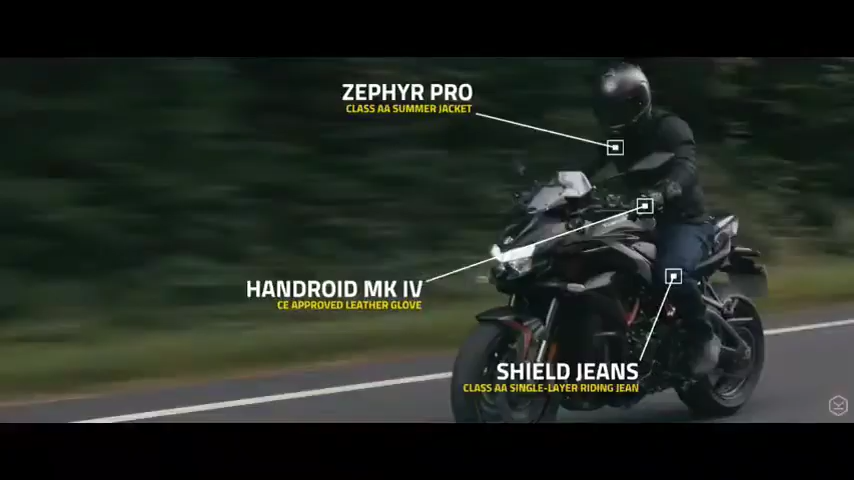 ZEPHYR PRO
CLASS AA SUMMER JACKET
HANDROID MK IV
CE APPROVED LEATHER GLOVE
SHIELD JEANS
CLASS AA SINGLE-LAYER RIDING JEAN